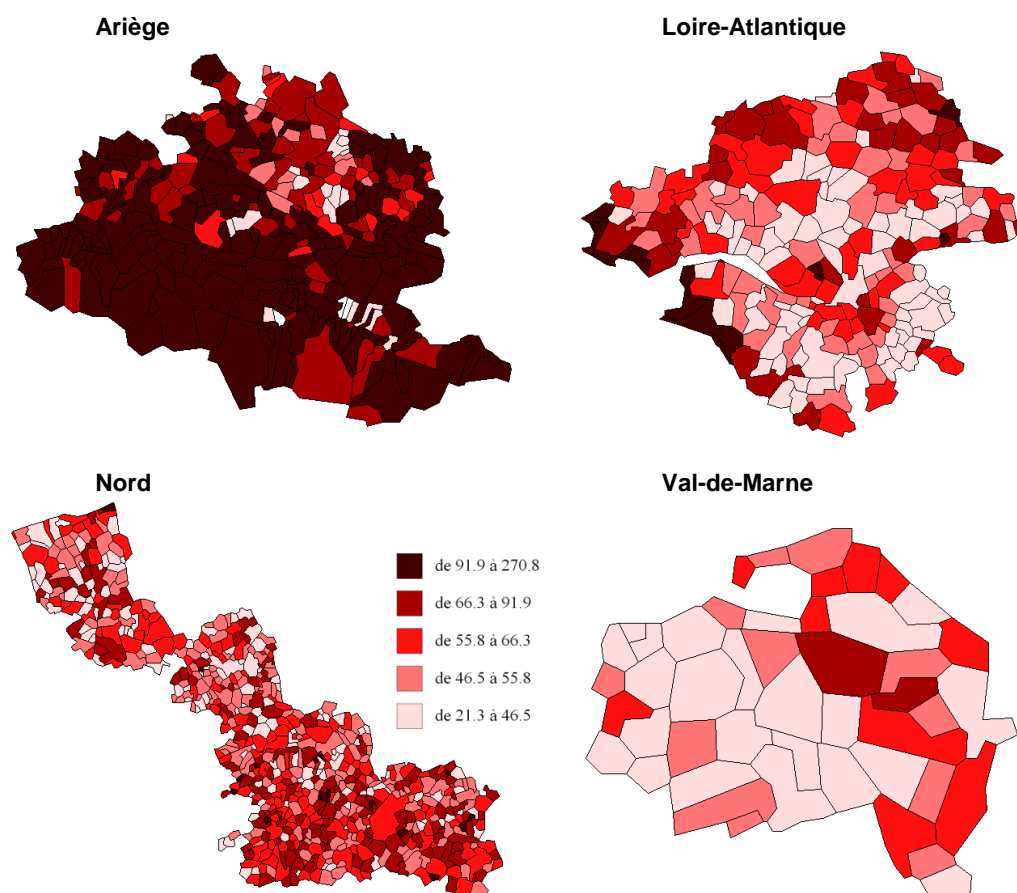 Ariège
Loire-Atlantique
Nord
Val-de-Marne
de 91.9 à 270.8
de 66.3 à 91.9
de 55.8 à 66.3
de 46.5 à 55.8
de 21.3 à 46.5